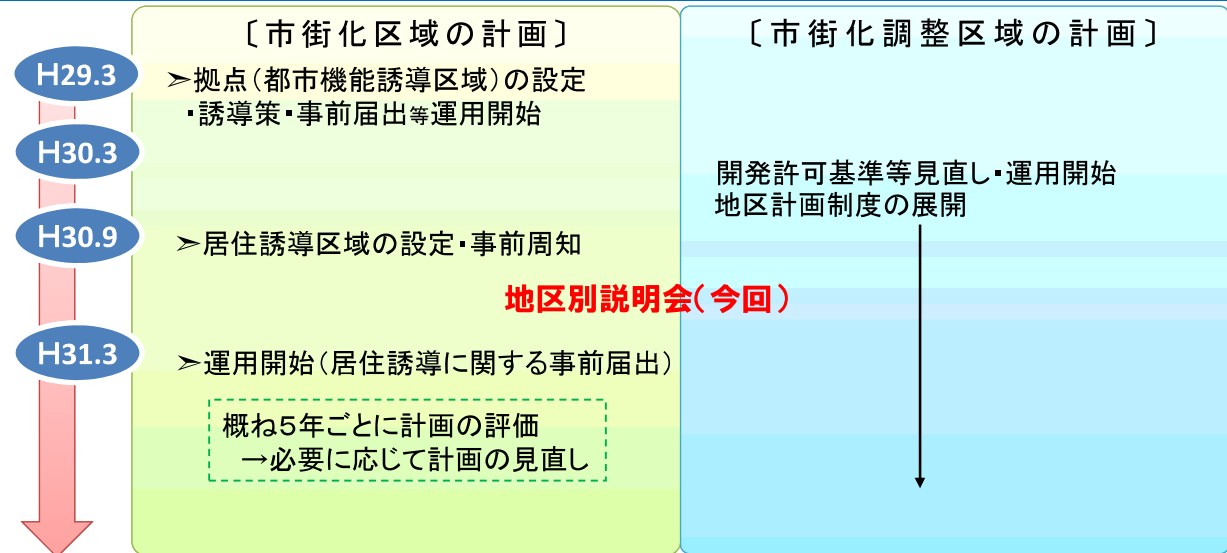 〔市街化区域の計画〕
〔市街化調整区域の計画〕
H29.3
➣拠点(都市機能誘導区域)の設定
・誘導策・事前届出等運用開始
H30.3
開発許可基準等見直し・運用開始
地区計画制度の展開
H30.9
➣居住誘導区域の設定・事前周知
地区別説明会(今回)
H31.3
➣運用開始(居住誘導に関する事前届出)
概ね5年ごとに計画の評価
→必要に応じて計画の見直し